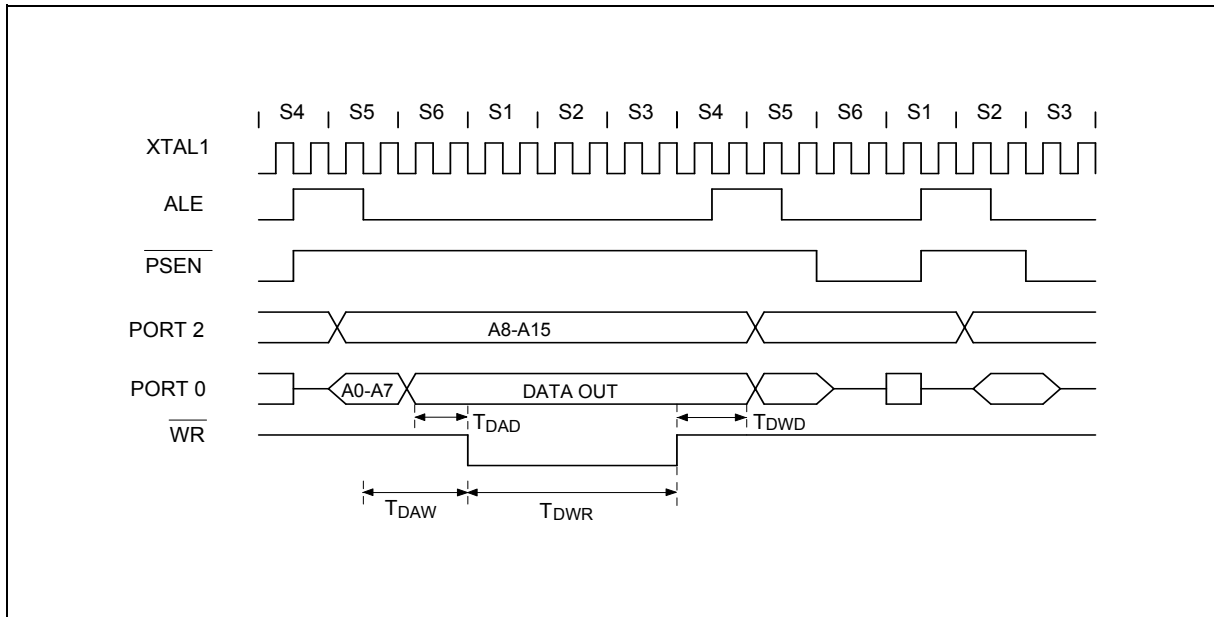 S4 S5 S6 S1 S2 S3 S4 S5 S6 S1 S2 S3
XTAL1
ALE
PSEN
PORT 2
A8-A15
PORT 0
A0-A7
DATA OUT
TDAD
TDWD
WR
TDAW
TDWR